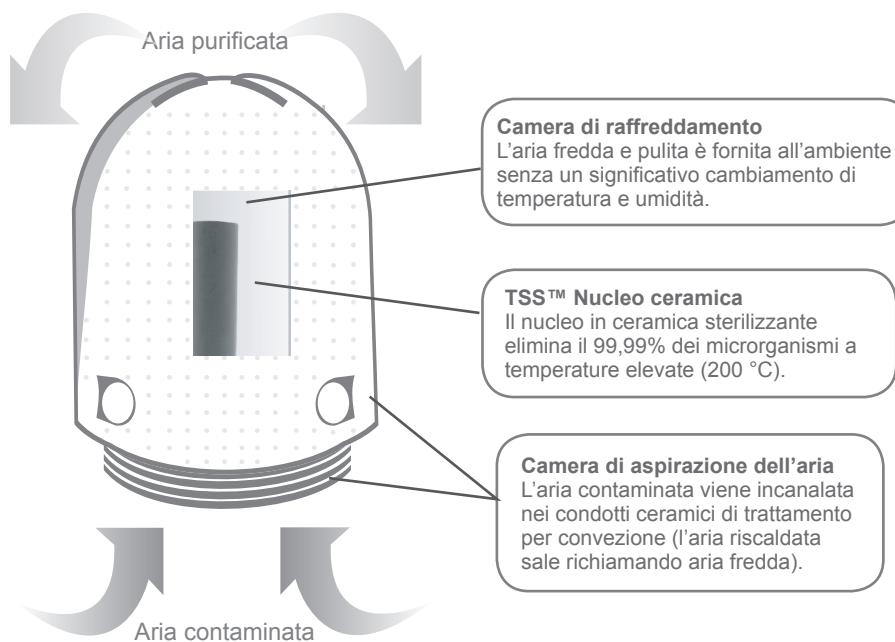 Aria purificata
Camera di raffreddamento
L'aria fredda e pulita è fornita all'ambiente
senza un significativo cambiamento di
temperatura e umidità.
TSS™ Nucleo ceramica
Il nucleo in ceramica sterilizzante
elimina il 99,99% dei microrganismi a
temperature elevate (200 °C).
Camera di aspirazione dell'aria
L'aria contaminata viene incanalata
nei condotti ceramici di trattamento
per convezione (l'aria riscaldata
sale richiamando aria fredda).
Aria contaminata